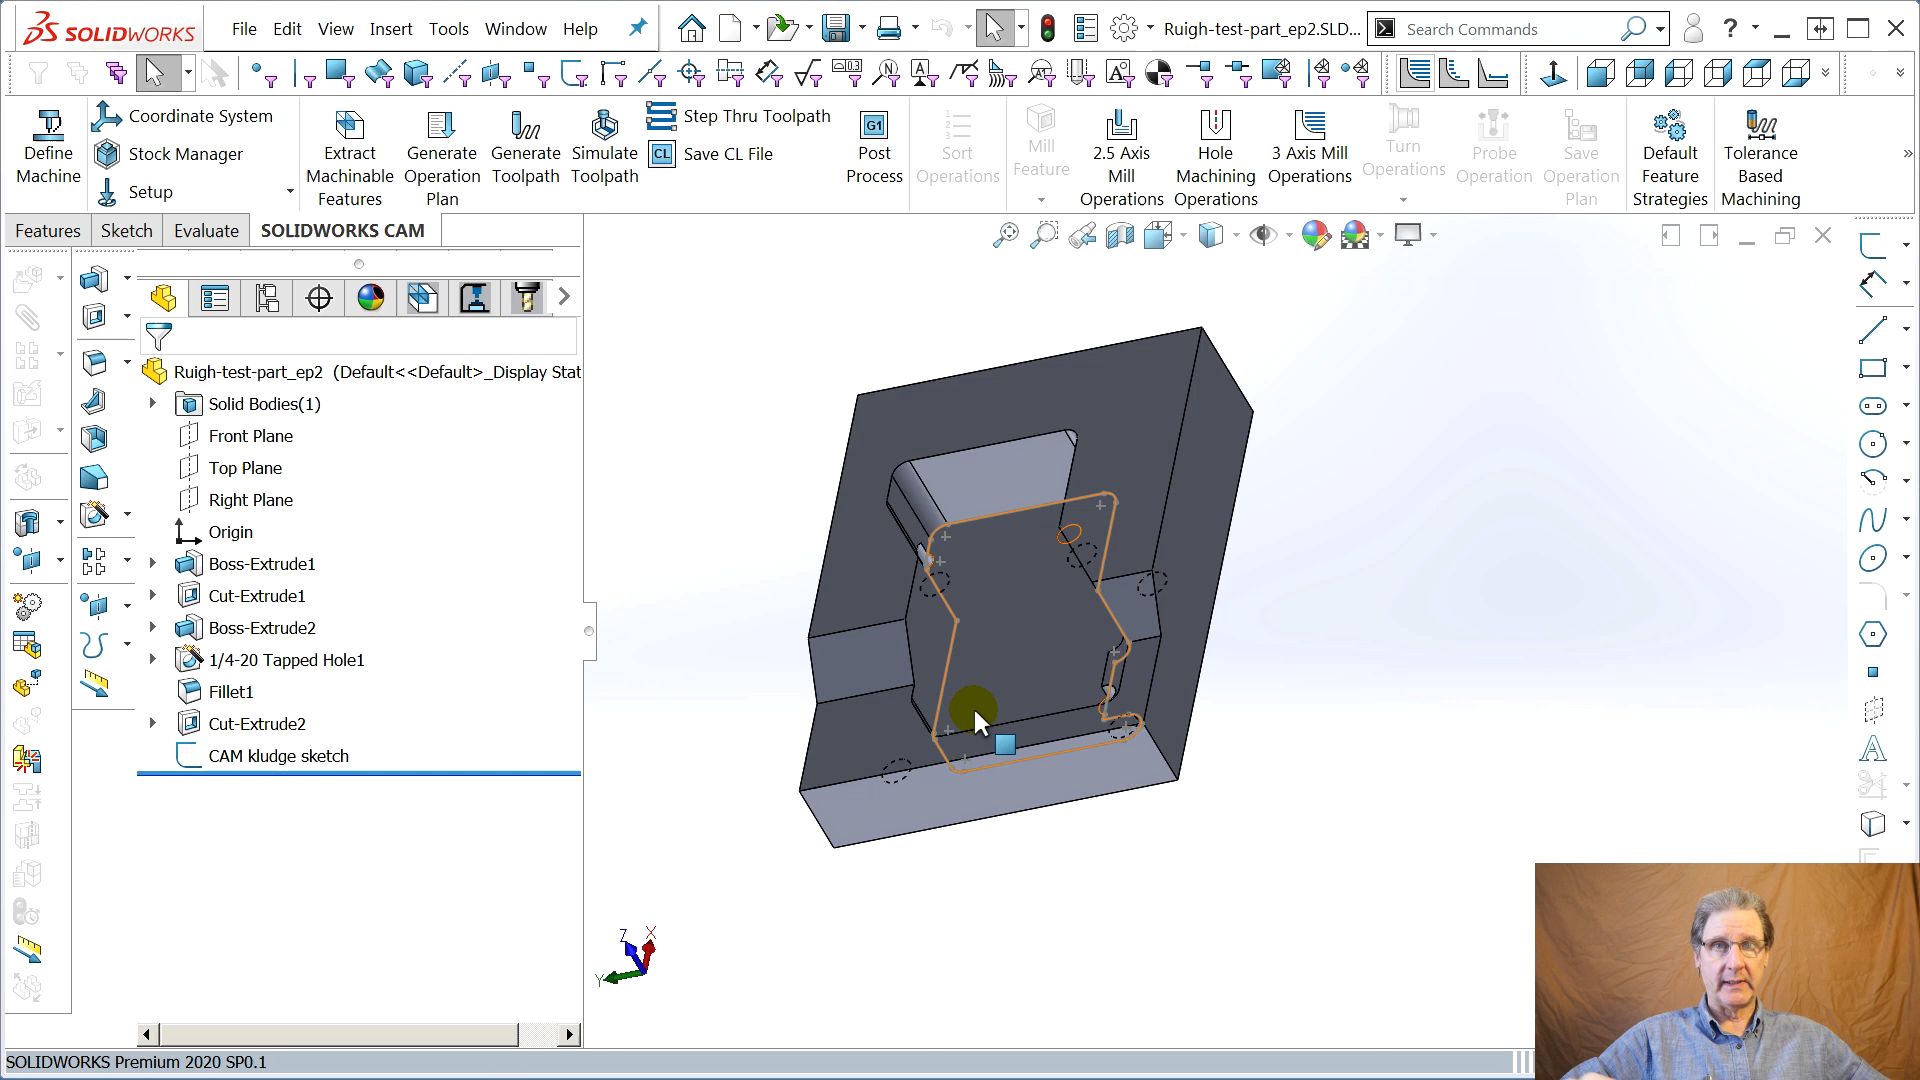 SOLIDWORKS File Edit View Insert Tools Window Help Ruigh-test-part_ep2.SLD... Search Commands ?
Define Machine
Coordinate System
Stock Manager
Setup
Extract Machinable Features
Generate Operation Plan
Generate Toolpath
Simulate Toolpath
Step Thru Toolpath
CL Save CL File
G1 Post Process
Sort Operations
Mill Feature
2.5 Axis Mill Operations
Hole Machining Operations
3 Axis Mill Operations
Turn Operations
Probe Operation
Save Operation Plan
Default Feature Strategies
Tolerance Based Machining
Features Sketch Evaluate SOLIDWORKS CAM
Ruigh-test-part_ep2 (Default<<Default>_Display Stat
Solid Bodies(1)
Front Plane
Top Plane
Right Plane
Origin
Boss-Extrude1
Cut-Extrude1
Boss-Extrude2
1/4-20 Tapped Hole1
Fillet1
Cut-Extrude2
CAM kludge sketch
Z X
Y
SOLIDWORKS Premium 2020 SP0.1